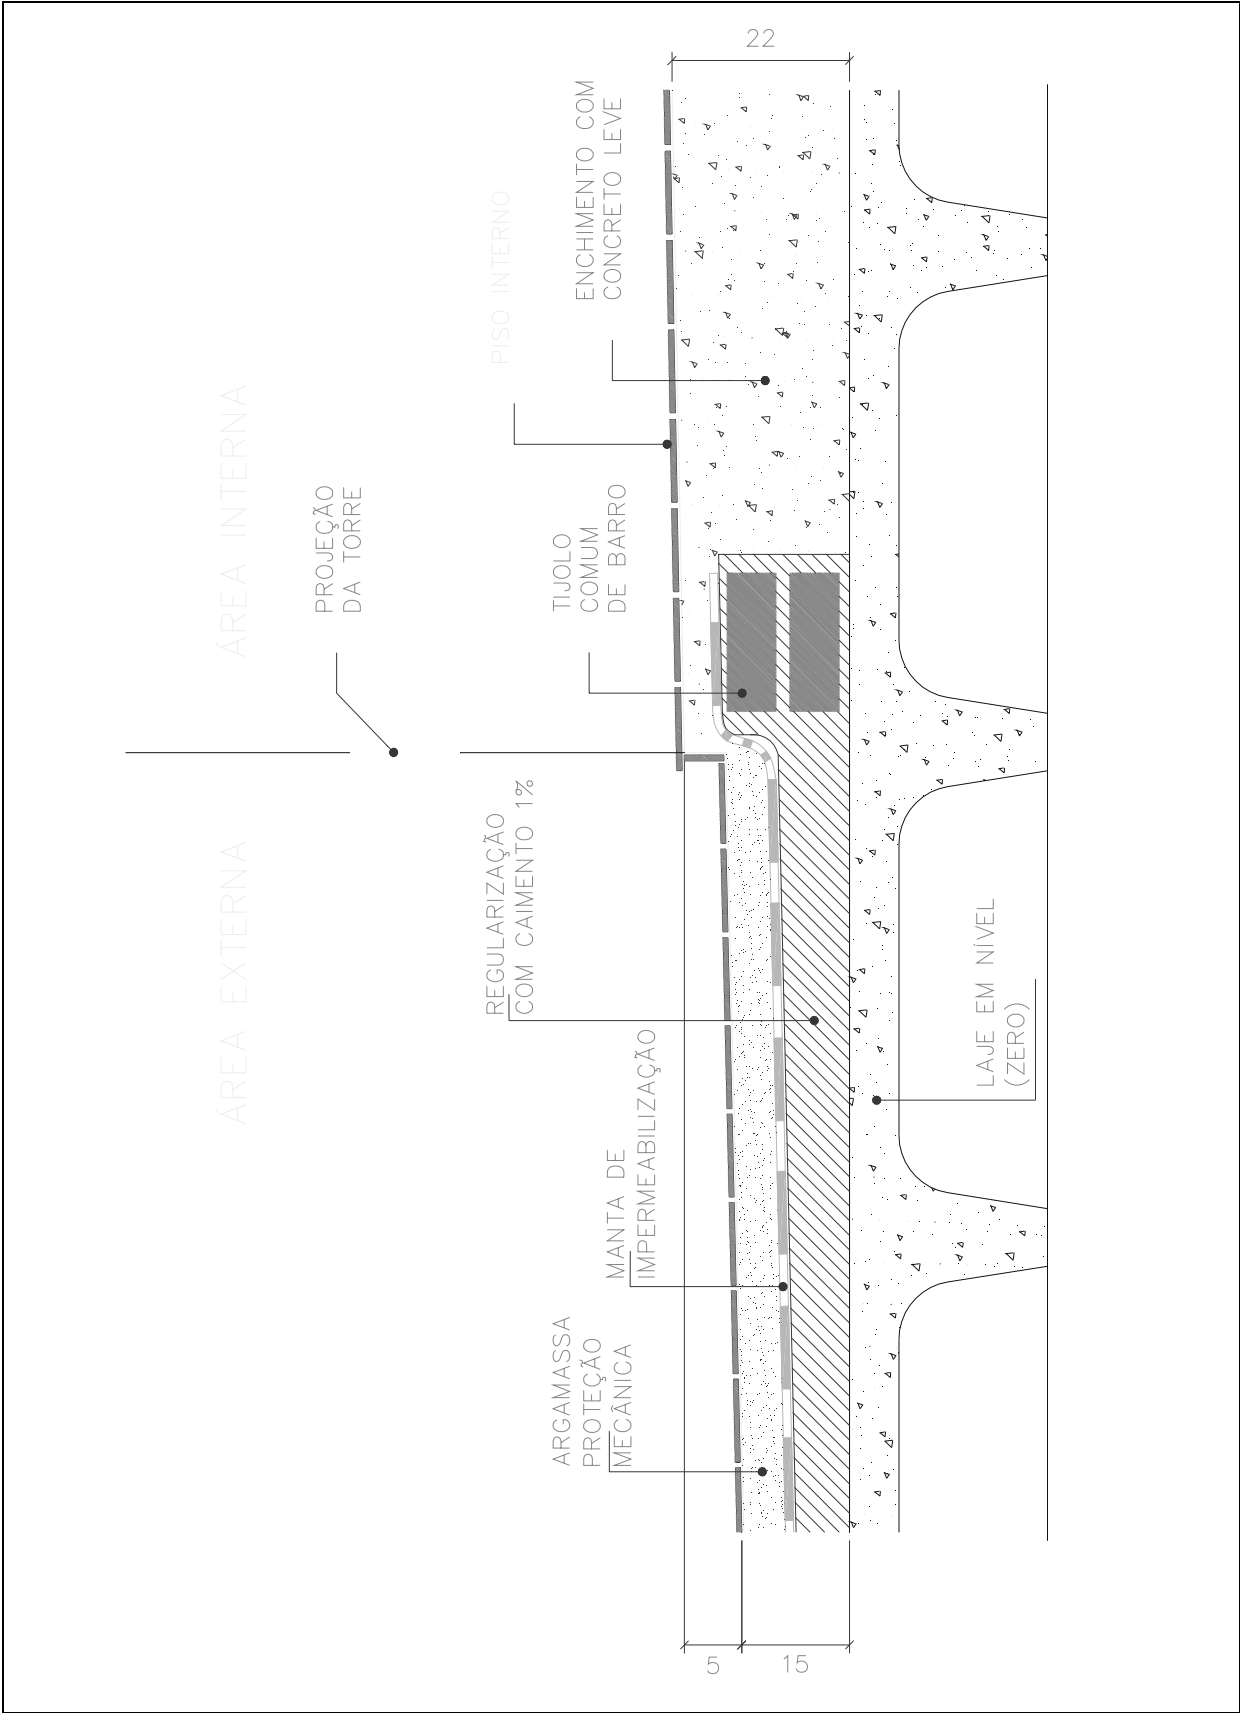 ÁREA EXTERNA
ÁREA INTERNA
PROJEÇÃO
DA TORRE
PISO INTERNO
REGULARIZAÇÃO
COM CAIMENTO 1%
ARGAMASSA
PROTEÇÃO
MECÂNICA
TIJOLO
COMUM
DE BARRO
ENCHIMENTO COM
CONCRETO LEVE
MANTA DE
IMPERMEABILIZAÇÃO
LAJE EM NÍVEL
(ZERO)
22
5
15